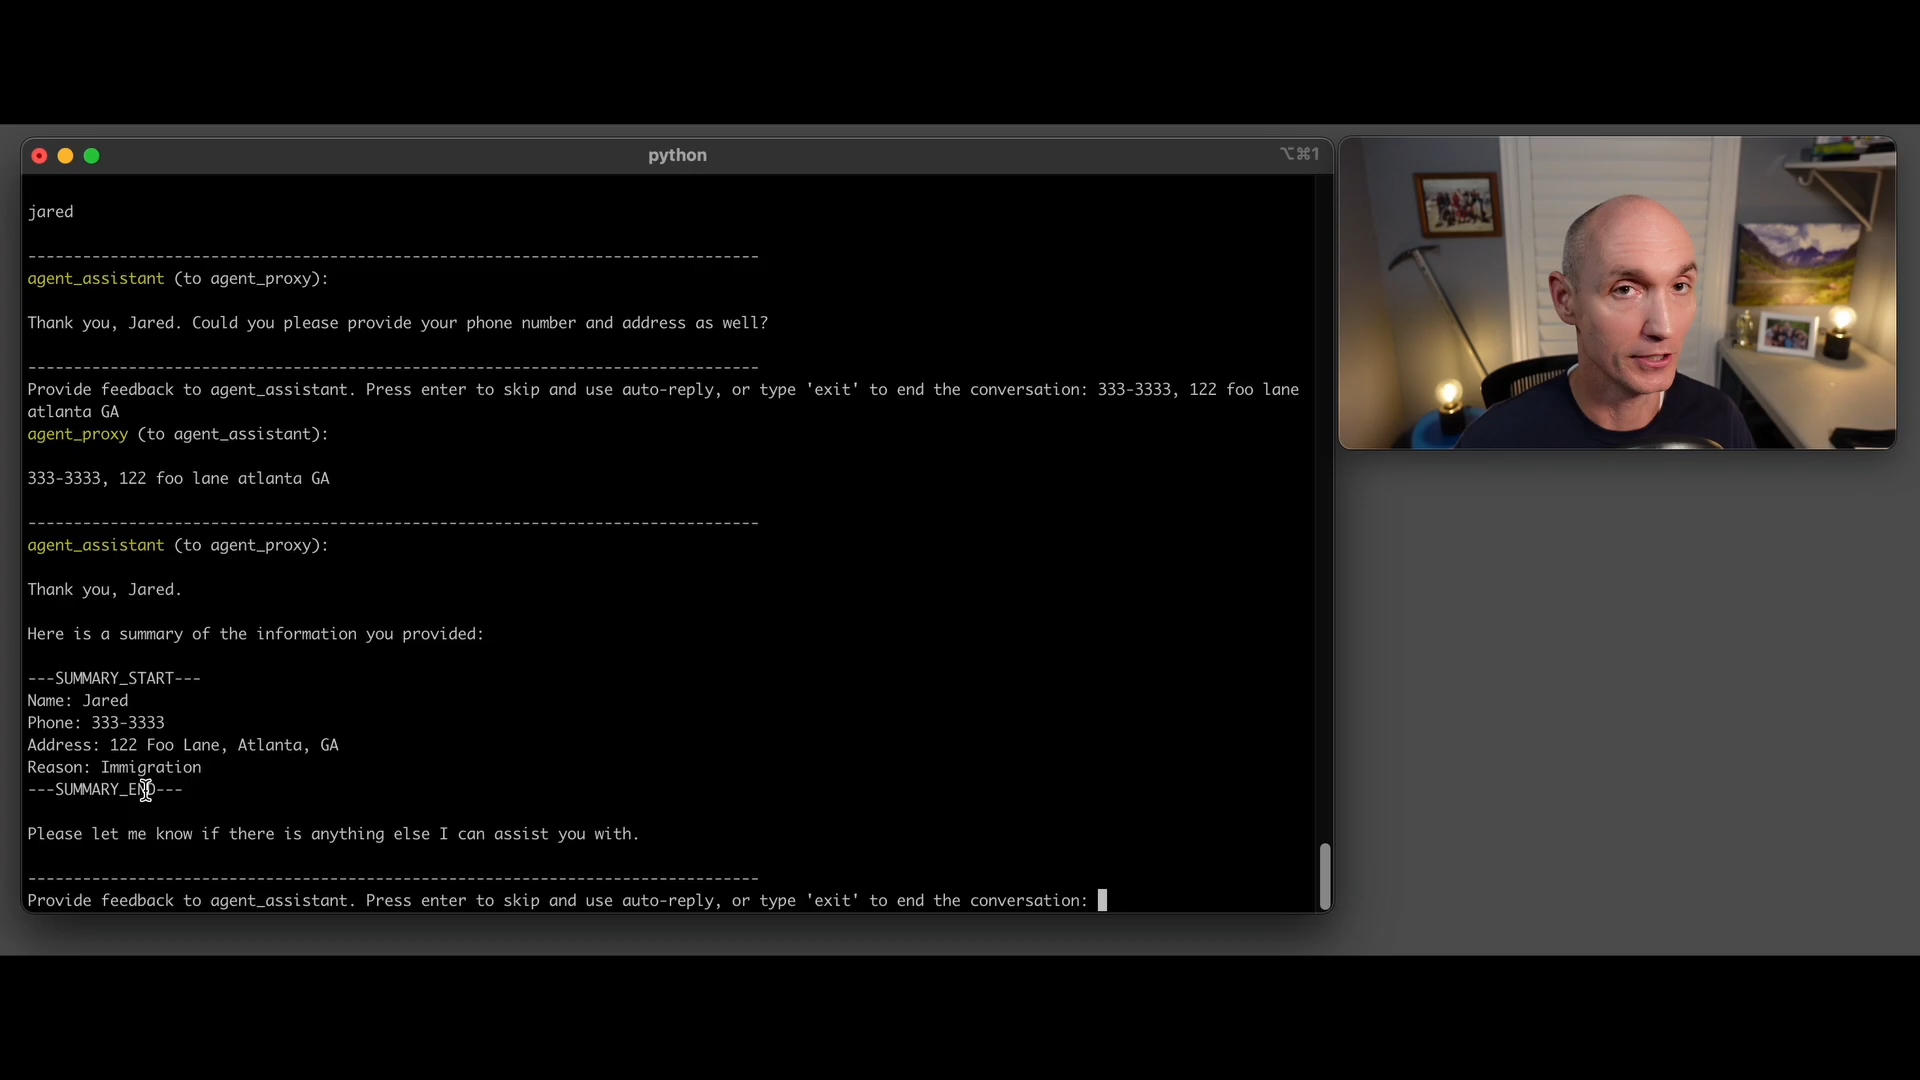 python
⌥⌘1
jared
--------------------------------------------------------------------------------
agent_assistant (to agent_proxy):
Thank you, Jared. Could you please provide your phone number and address as well?
--------------------------------------------------------------------------------
Provide feedback to agent_assistant. Press enter to skip and use auto-reply, or type 'exit' to end the conversation: 333-3333, 122 foo lane
atlanta GA
agent_proxy (to agent_assistant):
333-3333, 122 foo lane atlanta GA
--------------------------------------------------------------------------------
agent_assistant (to agent_proxy):
Thank you, Jared.
Here is a summary of the information you provided:
---SUMMARY_START---
Name: Jared
Phone: 333-3333
Address: 122 Foo Lane, Atlanta, GA
Reason: Immigration
---SUMMARY_END---
Please let me know if there is anything else I can assist you with.
--------------------------------------------------------------------------------
Provide feedback to agent_assistant. Press enter to skip and use auto-reply, or type 'exit' to end the conversation: